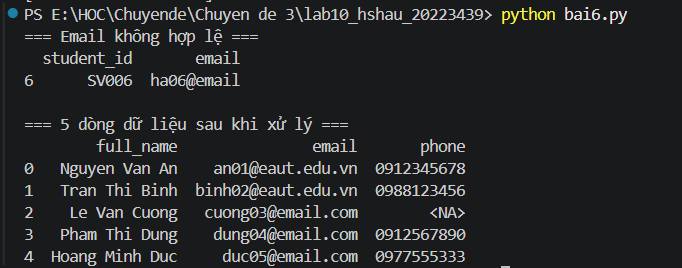 PS E:\HOC\Chuyende\Chuyen de 3\lab10_hshau_20223439> python bai6.py
=== Email không hợp lệ ===
  student_id       email
6      SV006  ha06@email

=== 5 dòng dữ liệu sau khi xử lý ===
        full_name              email       phone
0   Nguyen Van An    an01@eaut.edu.vn  0912345678
1   Tran Thi Binh  binh02@eaut.edu.vn  0988123456
2    Le Van Cuong   cuong03@email.com        <NA>
3   Pham Thi Dung    dung04@email.com  0912567890
4  Hoang Minh Duc     duc05@email.com  0977555333